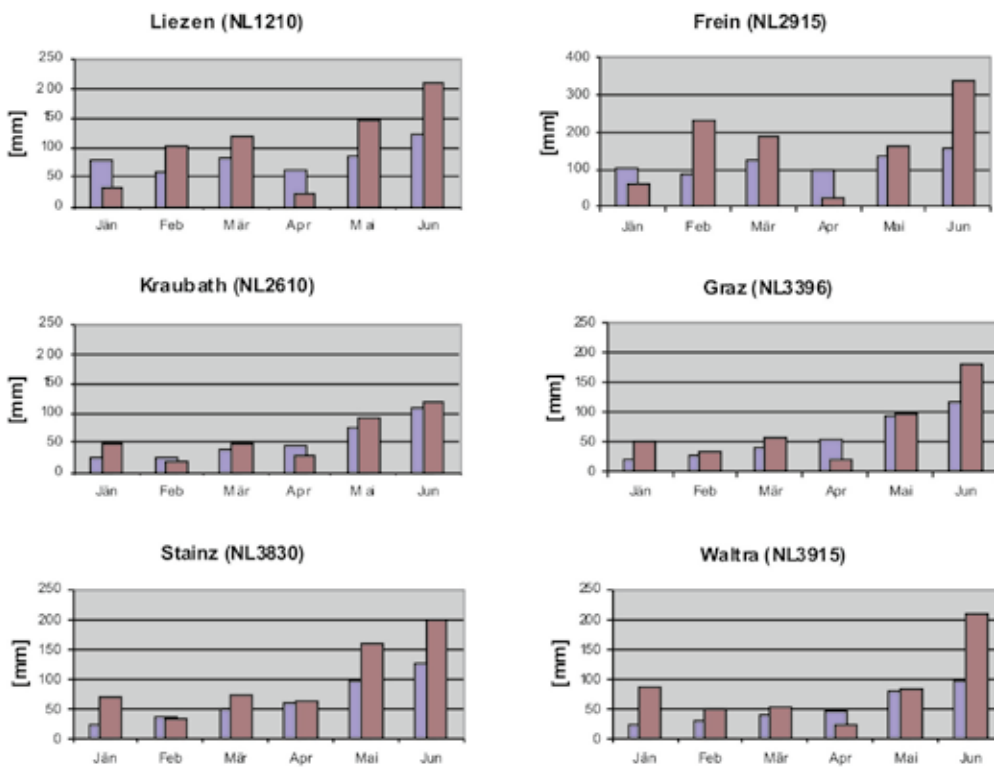 Liezen (NL1210)
[mm]
250
200
150
100
50
0
Jän Feb Mär Apr Mai Jun
Frein (NL2915)
[mm]
400
300
200
100
0
Jän Feb Mär Apr Mai Jun
Kraubath (NL2610)
[mm]
250
200
150
100
50
0
Jän Feb Mär Apr Mai Jun
Graz (NL3396)
[mm]
250
200
150
100
50
0
Jän Feb Mär Apr Mai Jun
Stainz (NL3830)
[mm]
250
200
150
100
50
0
Jän Feb Mär Apr Mai Jun
Waltra (NL3915)
[mm]
250
200
150
100
50
0
Jän Feb Mär Apr Mai Jun